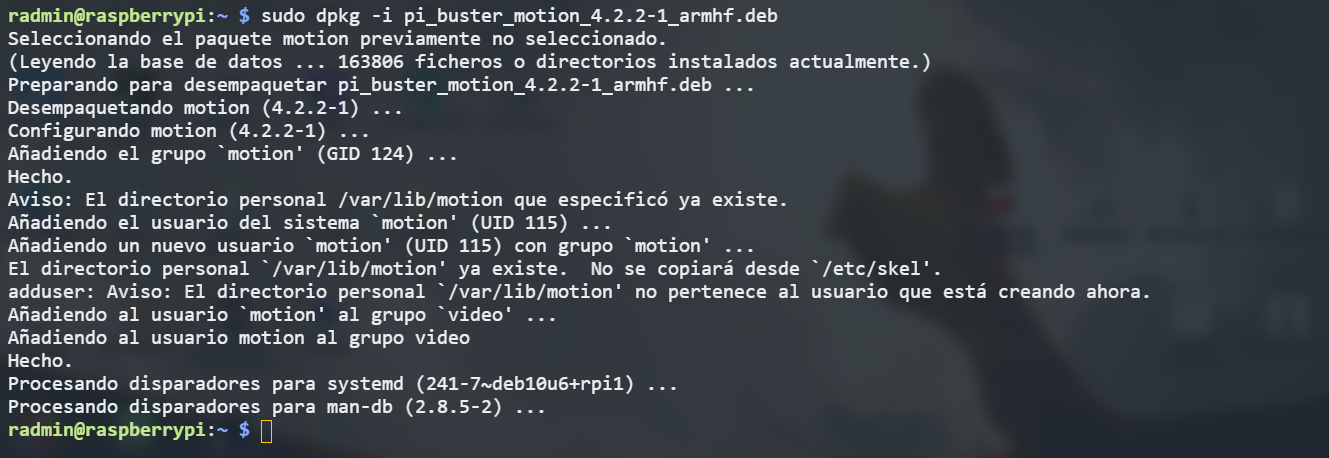 radmin@raspberrypi:~ $ sudo dpkg -i pi_buster_motion_4.2.2-1_armhf.deb
Seleccionando el paquete motion previamente no seleccionado.
(Leyendo la base de datos ... 163806 ficheros o directorios instalados actualmente.)
Preparando para desempaquetar pi_buster_motion_4.2.2-1_armhf.deb ...
Desempaquetando motion (4.2.2-1) ...
Configurando motion (4.2.2-1) ...
Añadiendo el grupo `motion' (GID 124) ...
Hecho.
Aviso: El directorio personal /var/lib/motion que especificó ya existe.
Añadiendo el usuario del sistema `motion' (UID 115) ...
Añadiendo un nuevo usuario `motion' (UID 115) con grupo `motion' ...
El directorio personal `/var/lib/motion' ya existe.  No se copiará desde `/etc/skel'.
adduser: Aviso: El directorio personal `/var/lib/motion' no pertenece al usuario que está creando ahora.
Añadiendo al usuario `motion' al grupo `video' ...
Añadiendo al usuario motion al grupo video
Hecho.
Procesando disparadores para systemd (241-7~deb10u6+rpi1) ...
Procesando disparadores para man-db (2.8.5-2) ...
radmin@raspberrypi:~ $